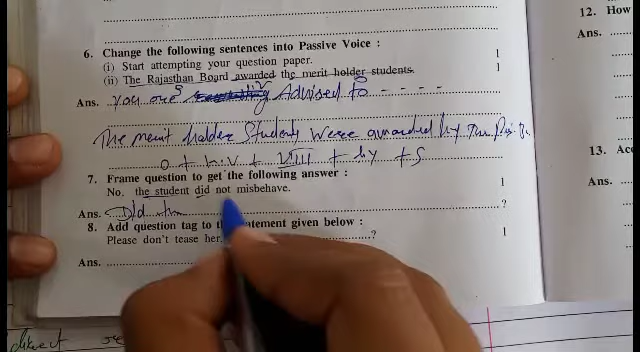 12. How
6. Change the following sentences into Passive Voice :
(i) Start attempting your question paper. 1
Ans.
(ii) The Rajasthan Board awarded the merit holder students. 1
Ans. You are Advised to - - - -
The merit holder Students were awarded by The
O + h.v + VIII + by + S
13. Ac
7. Frame question to get the following answer :
No. the student did not misbehave. 1
Ans.
Ans. Did ?
8. Add question tag to statement given below :
Please don't tease her, ? 1
Ans.